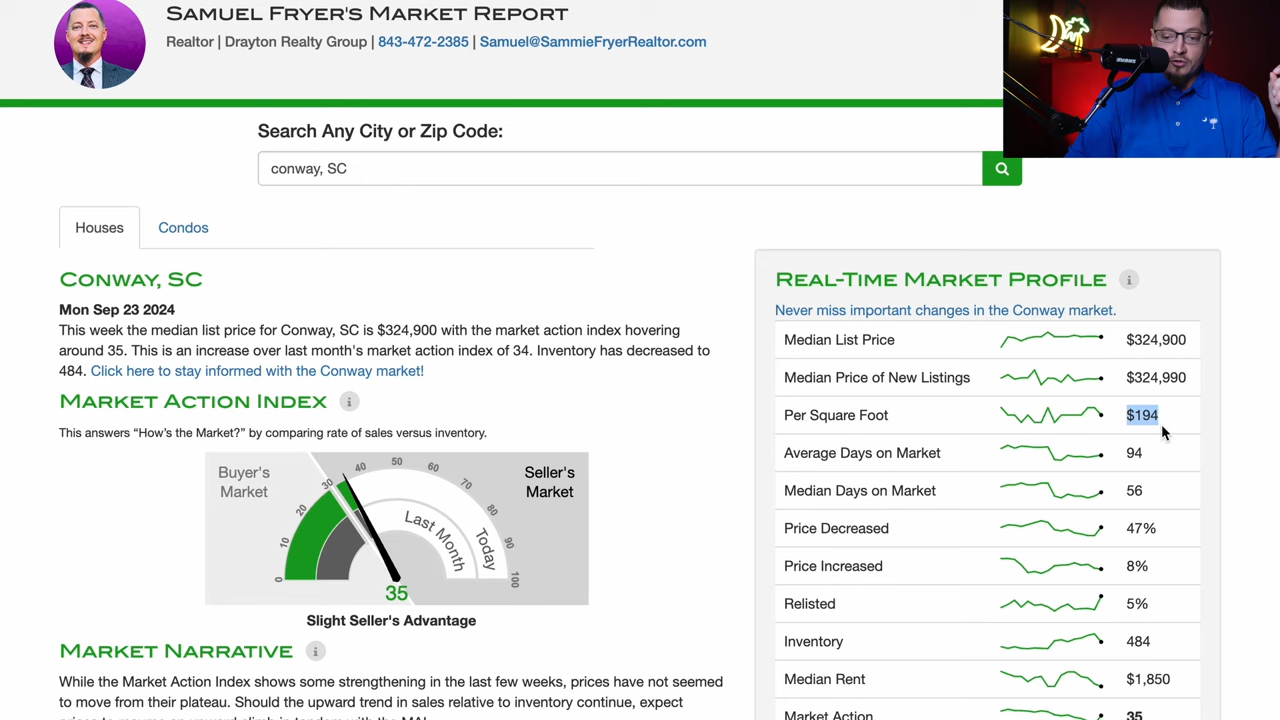 SAMUEL FRYER'S MARKET REPORT
Realtor | Drayton Realty Group | 843-472-2385 | Samuel@SammieFryerRealtor.com
Search Any City or Zip Code:
conway, SC
Houses
Condos
CONWAY, SC
Mon Sep 23 2024
This week the median list price for Conway, SC is $324,900 with the market action index hovering
around 35. This is an increase over last month's market action index of 34. Inventory has decreased to
484. Click here to stay informed with the Conway market!
MARKET ACTION INDEX i
This answers “How's the Market?” by comparing rate of sales versus inventory.
Buyer's
Market
Seller's
Market
0
10
20
30
40
50
60
70
80
90
100
Last Month
Today
35
Slight Seller's Advantage
MARKET NARRATIVE i
While the Market Action Index shows some strengthening in the last few weeks, prices have not seemed
to move from their plateau. Should the upward trend in sales relative to inventory continue, expect
REAL-TIME MARKET PROFILE i
Never miss important changes in the Conway market.
Median List Price $324,900
Median Price of New Listings $324,990
Per Square Foot $194
Average Days on Market 94
Median Days on Market 56
Price Decreased 47%
Price Increased 8%
Relisted 5%
Inventory 484
Median Rent $1,850
Market Action 35